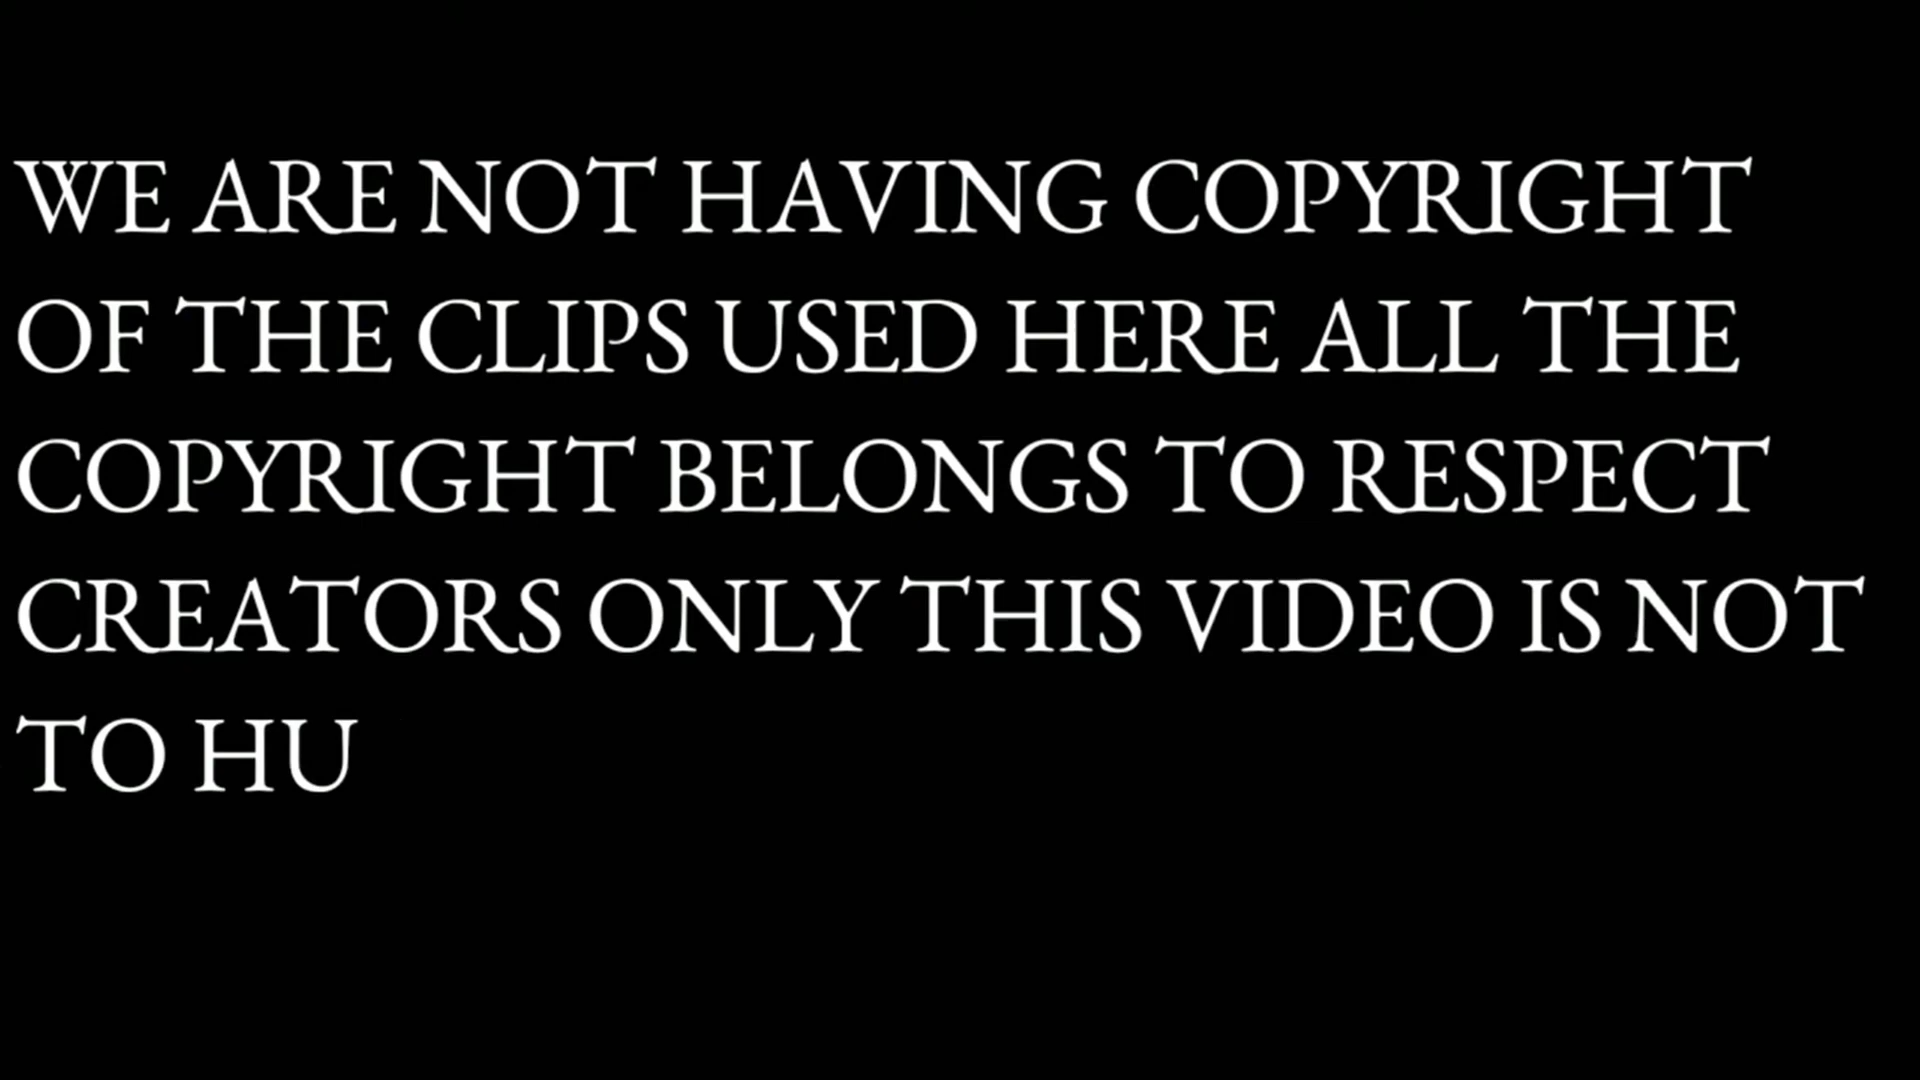 WE ARE NOT HAVING COPYRIGHT
OF THE CLIPS USED HERE ALL THE
COPYRIGHT BELONGS TO RESPECT
CREATORS ONLY THIS VIDEO IS NOT
TO HU